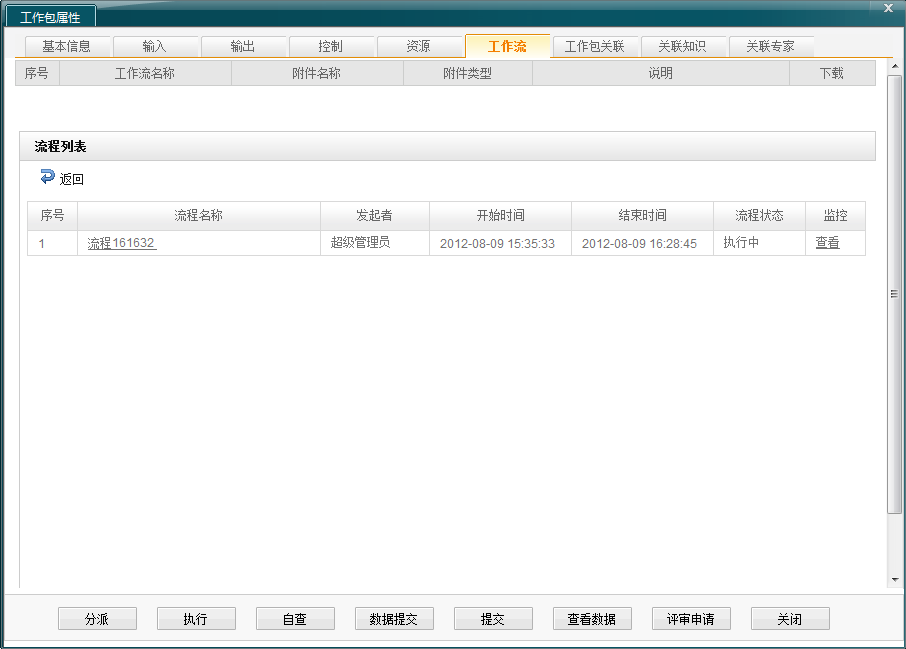 工作包属性
基本信息 输入 输出 控制 资源 工作流 工作包关联 关联知识 关联专家
序号 工作流名称 附件名称 附件类型 说明 下载
流程列表
返回
序号 流程名称 发起者 开始时间 结束时间 流程状态 监控
1 流程161632 超级管理员 2012-08-09 15:35:33 2012-08-09 16:28:45 执行中 查看
分派 执行 自查 数据提交 提交 查看数据 评审申请 关闭